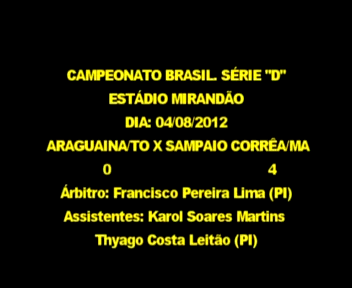 CAMPEONATO BRASIL. SÉRIE "D"
ESTÁDIO MIRANDÃO
DIA: 04/08/2012
ARAGUAINA/TO X SAMPAIO CORRÊA/MA
0 4
Árbitro: Francisco Pereira Lima (PI)
Assistentes: Karol Soares Martins
Thyago Costa Leitão (PI)